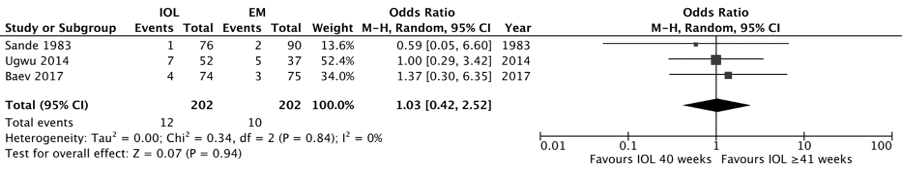 IOL EM Odds Ratio Odds Ratio
Study or Subgroup Events Total Events Total Weight M-H, Random, 95% CI Year M-H, Random, 95% CI
Sande 1983 1 76 2 90 13.6% 0.59 [0.05, 6.60] 1983
Ugwu 2014 7 52 5 37 52.4% 1.00 [0.29, 3.42] 2014
Baev 2017 4 74 3 75 34.0% 1.37 [0.30, 6.35] 2017
Total (95% CI) 202 202 100.0% 1.03 [0.42, 2.52]
Total events 12 10
Heterogeneity: Tau² = 0.00; Chi² = 0.34, df = 2 (P = 0.84); I² = 0%
Test for overall effect: Z = 0.07 (P = 0.94)
0.01 0.1 1 10 100
Favours IOL 40 weeks Favours IOL ≥41 weeks